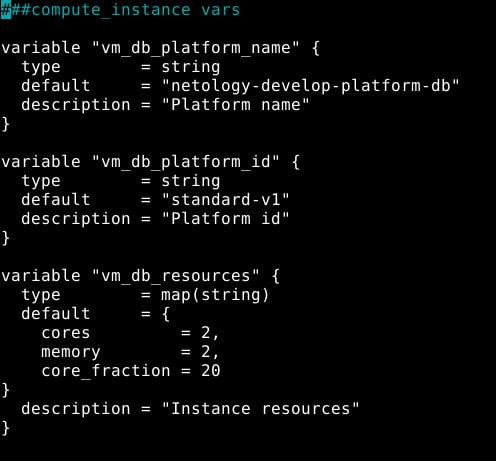 ###compute_instance vars

variable "vm_db_platform_name" {
  type        = string
  default     = "netology-develop-platform-db"
  description = "Platform name"
}

variable "vm_db_platform_id" {
  type        = string
  default     = "standard-v1"
  description = "Platform id"
}

variable "vm_db_resources" {
  type        = map(string)
  default     = {
    cores         = 2,
    memory        = 2,
    core_fraction = 20
}
  description = "Instance resources"
}